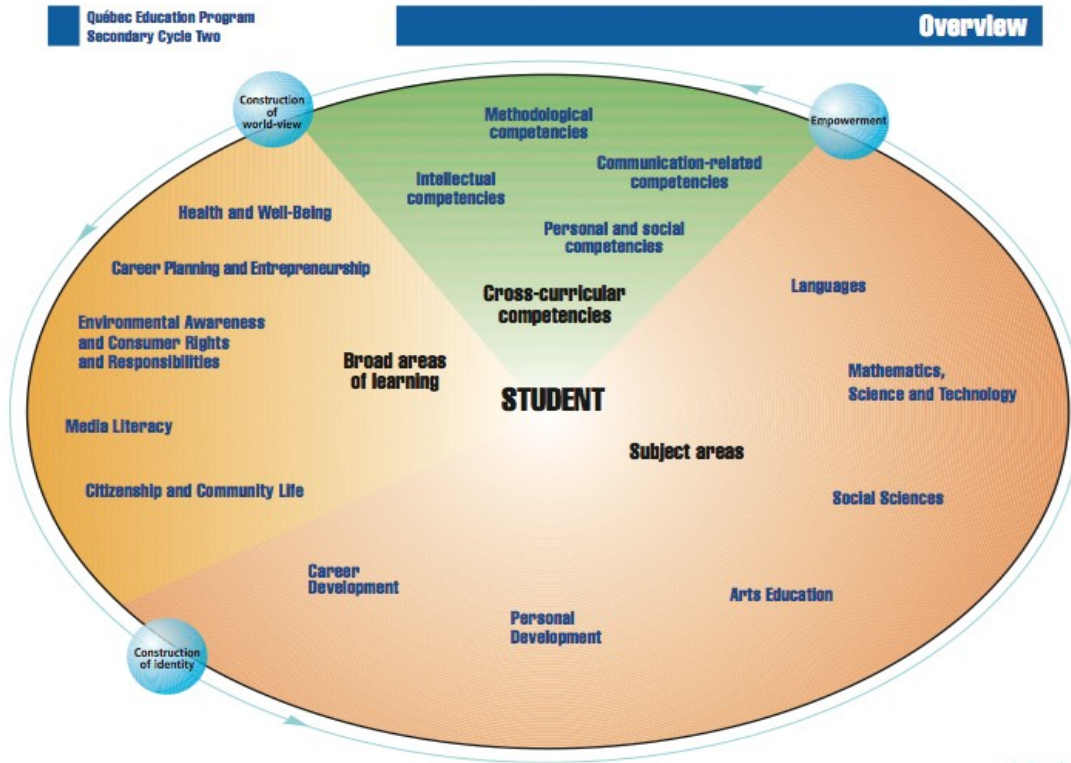 Québec Education Program
Secondary Cycle Two
Overview
Construction
of
world-view
Empowerment
Methodological
competencies
Communication-related
competencies
Intellectual
competencies
Personal and social
competencies
Cross-curricular
competencies
Health and Well-Being
Career Planning and Entrepreneurship
Environmental Awareness
and Consumer Rights
and Responsibilities
Broad areas
of learning
Media Literacy
Citizenship and Community Life
STUDENT
Languages
Mathematics,
Science and Technology
Subject areas
Social Sciences
Arts Education
Personal
Development
Career
Development
Construction
of identity